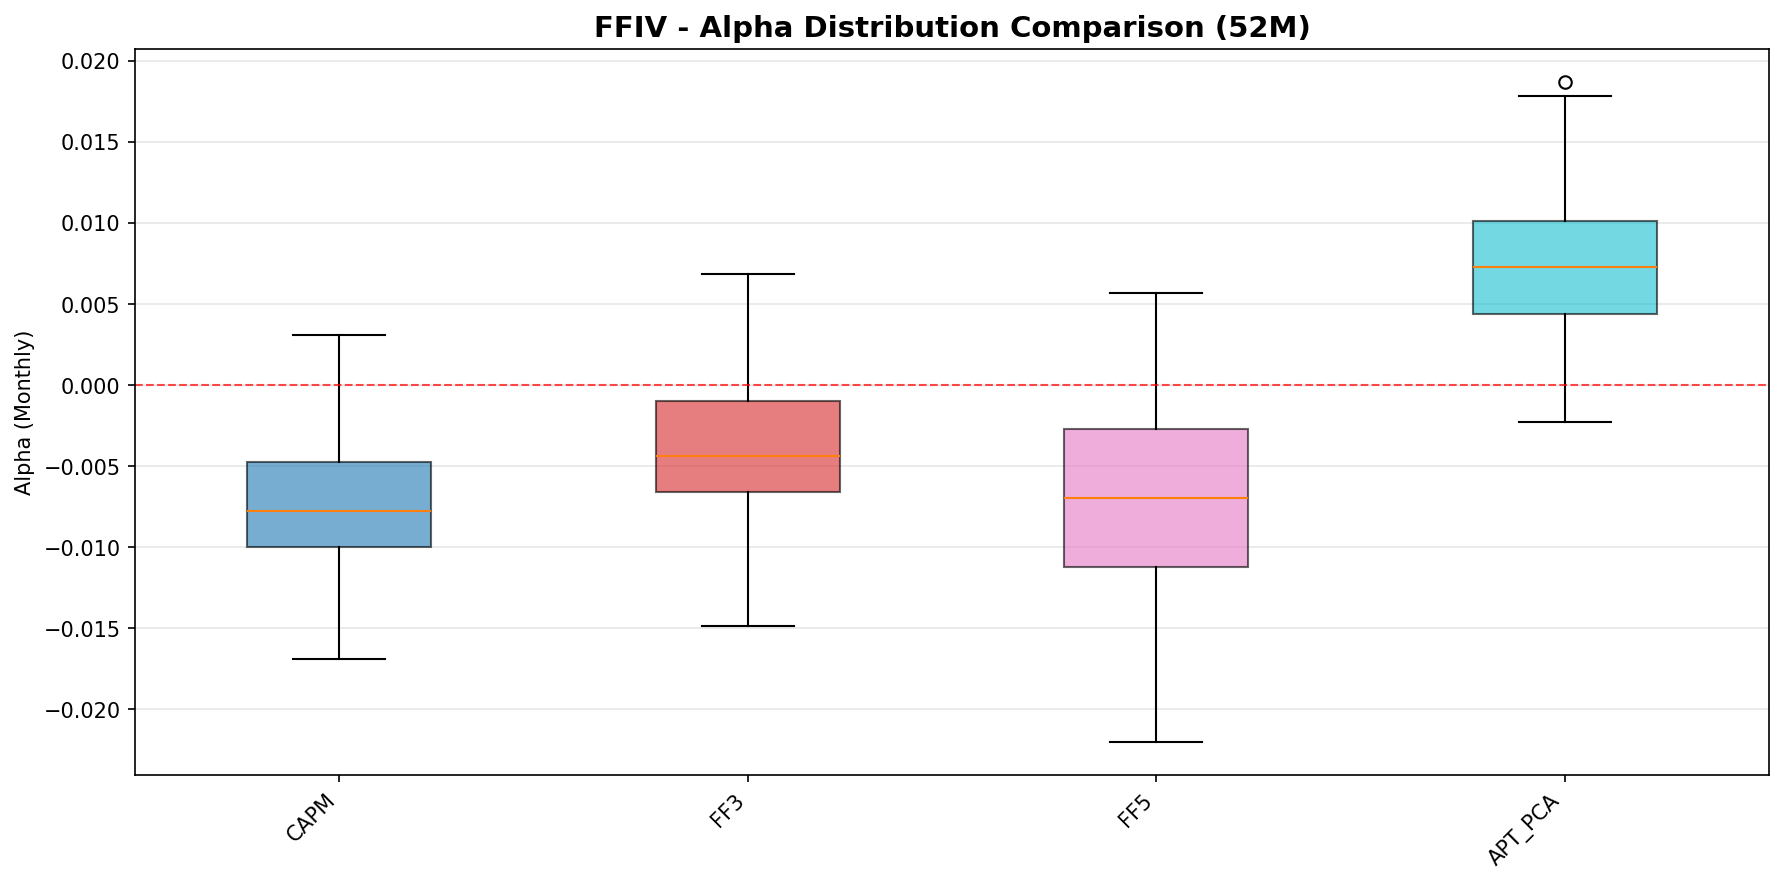 FFIV - Alpha Distribution Comparison (52M)
Alpha (Monthly)
0.020
0.015
0.010
0.005
0.000
−0.005
−0.010
−0.015
−0.020
CAPM
FF3
FF5
APT_PCA